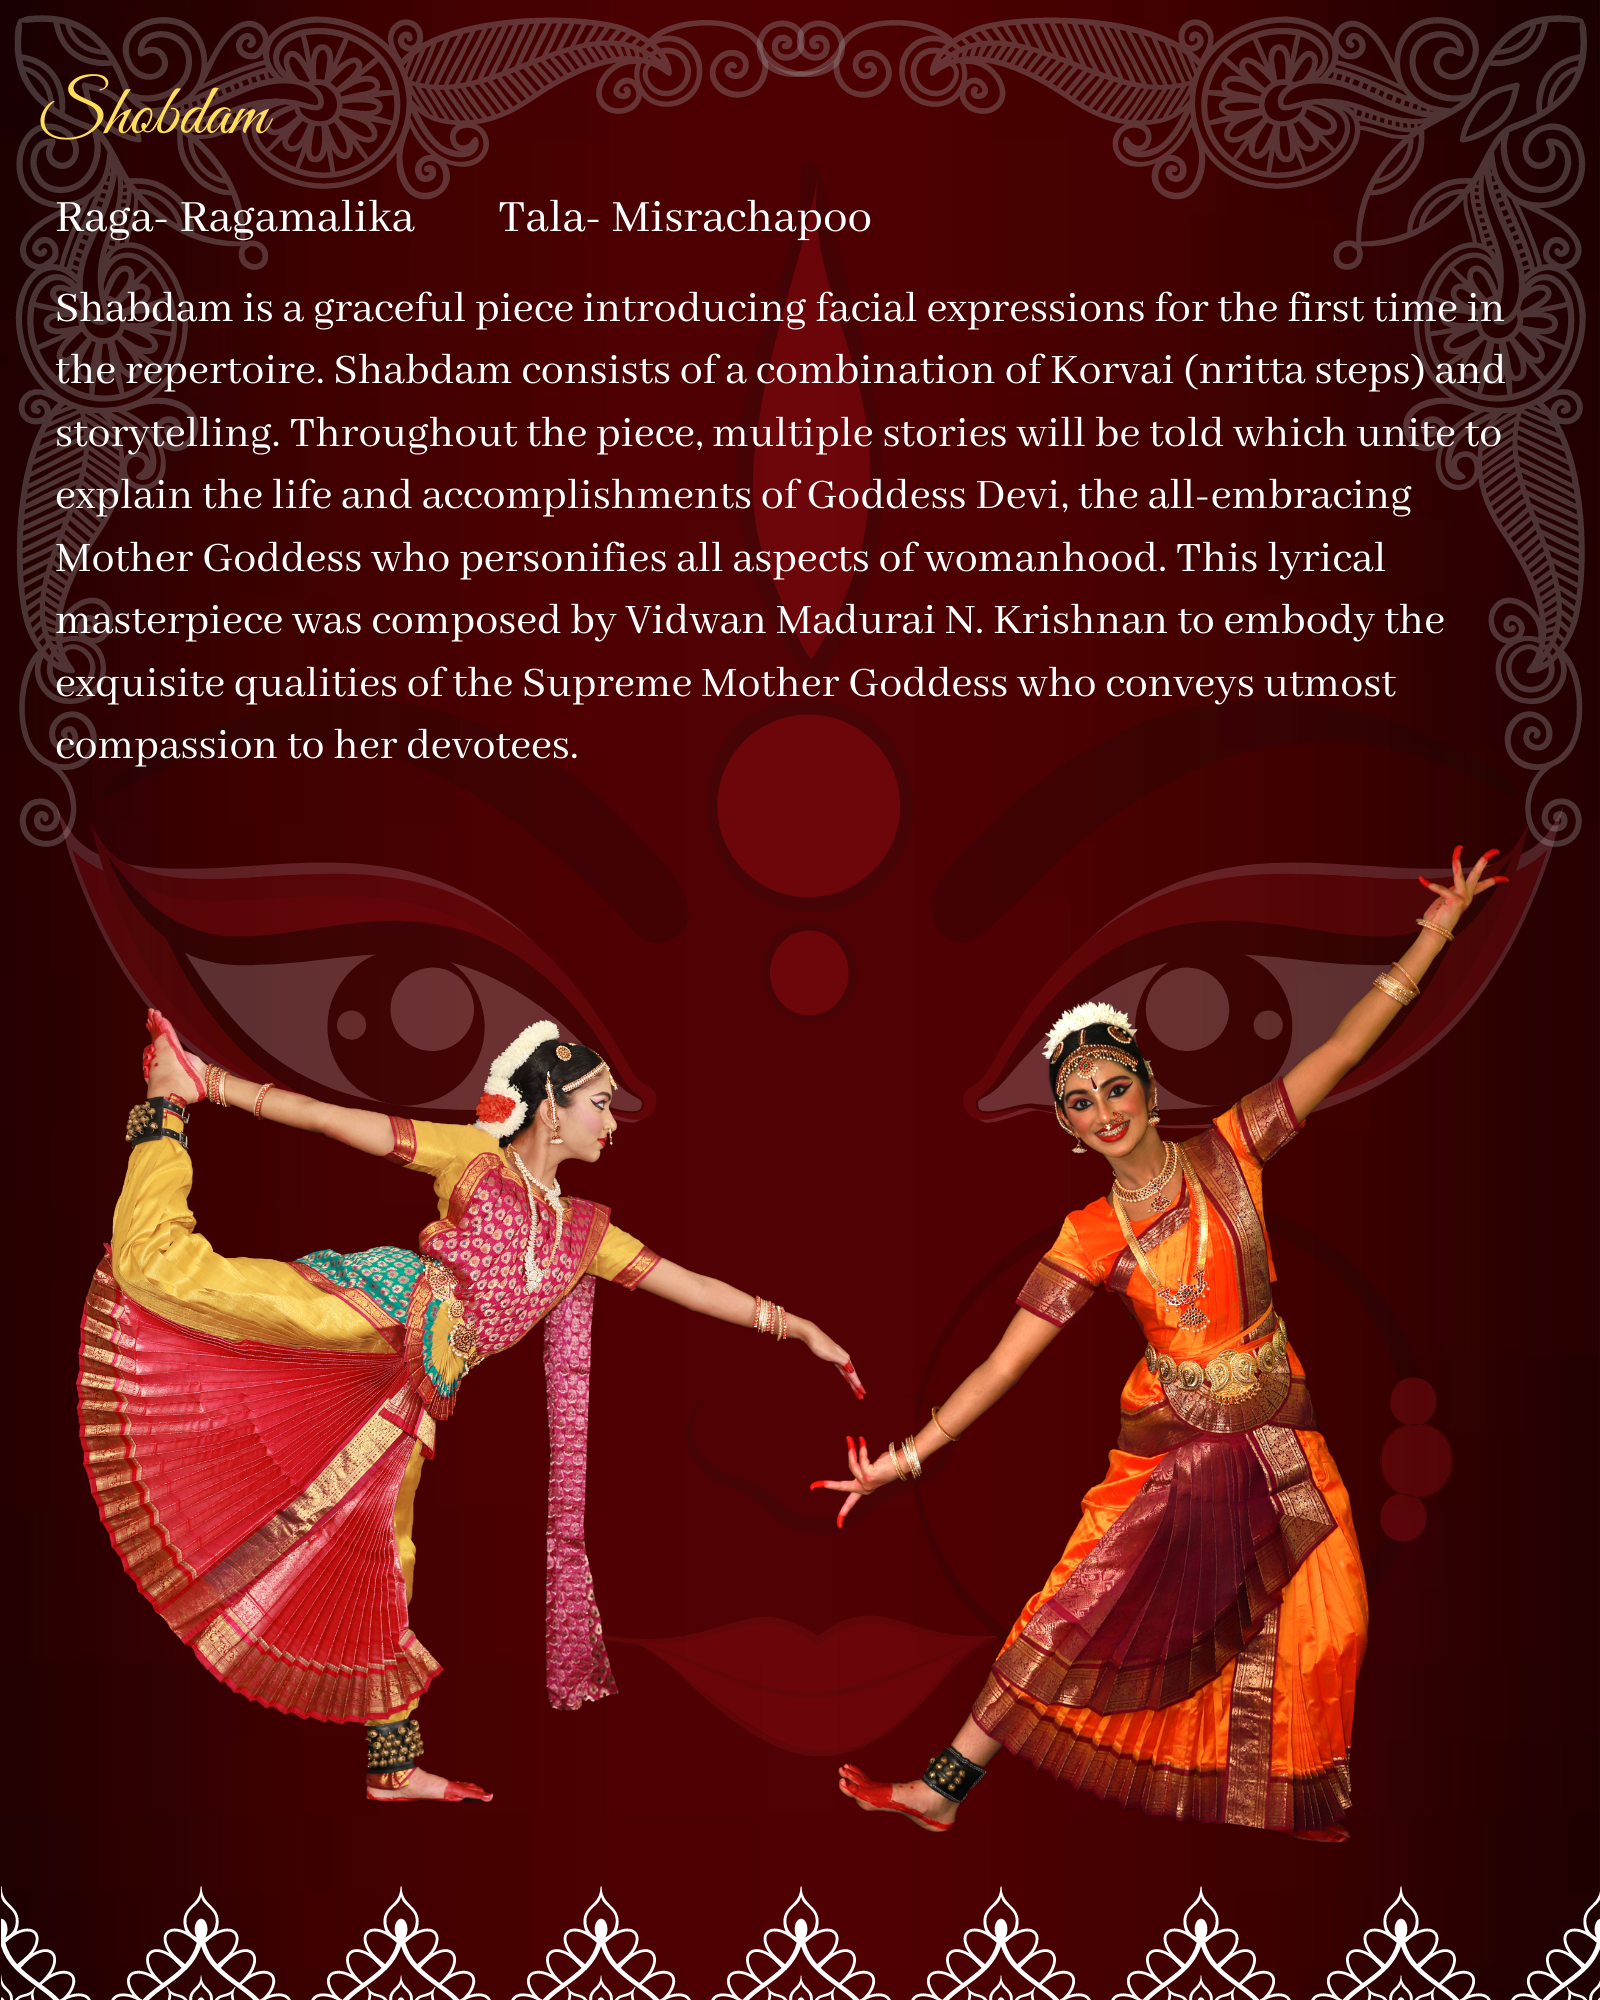 Shobdam
Raga- Ragamalika Tala- Misrachapoo
Shabdam is a graceful piece introducing facial expressions for the first time in
the repertoire. Shabdam consists of a combination of Korvai (nritta steps) and
storytelling. Throughout the piece, multiple stories will be told which unite to
explain the life and accomplishments of Goddess Devi, the all-embracing
Mother Goddess who personifies all aspects of womanhood. This lyrical
masterpiece was composed by Vidwan Madurai N. Krishnan to embody the
exquisite qualities of the Supreme Mother Goddess who conveys utmost
compassion to her devotees.